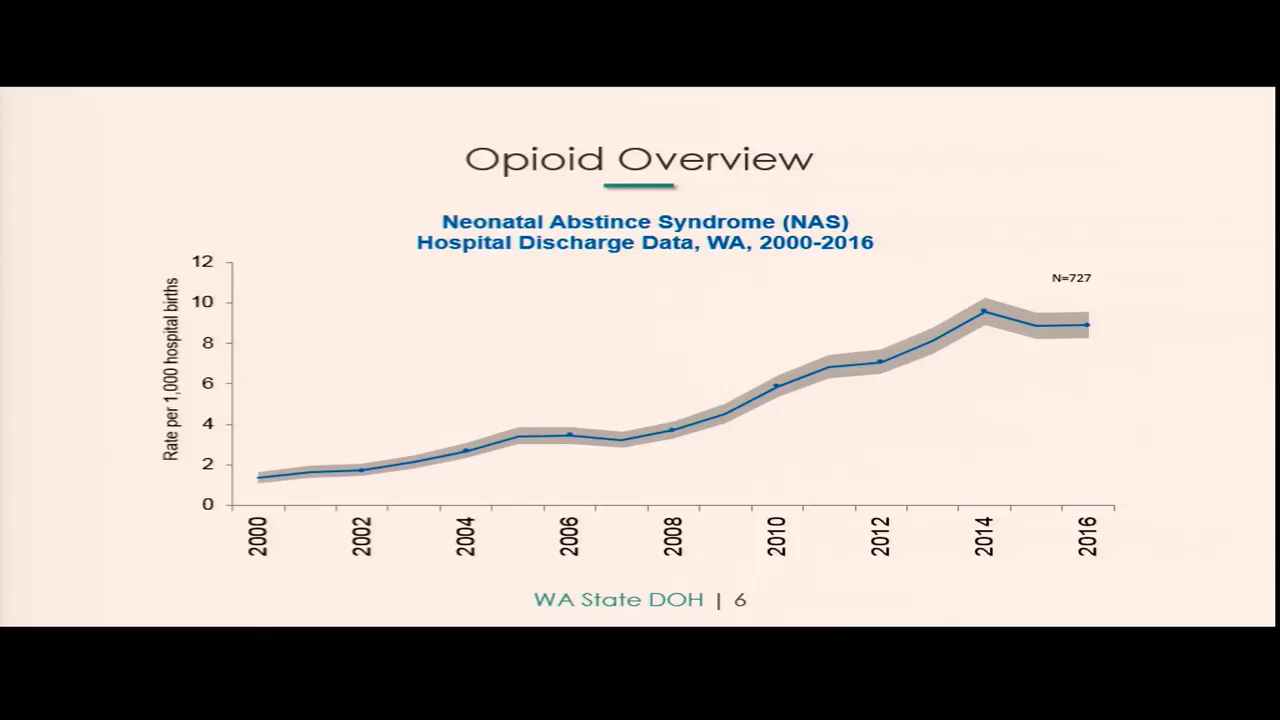 Opioid Overview
Neonatal Abstince Syndrome (NAS)
Hospital Discharge Data, WA, 2000-2016
N=727
Rate per 1,000 hospital births
12
10
8
6
4
2
0
2000
2002
2004
2006
2008
2010
2012
2014
2016
WA State DOH | 6